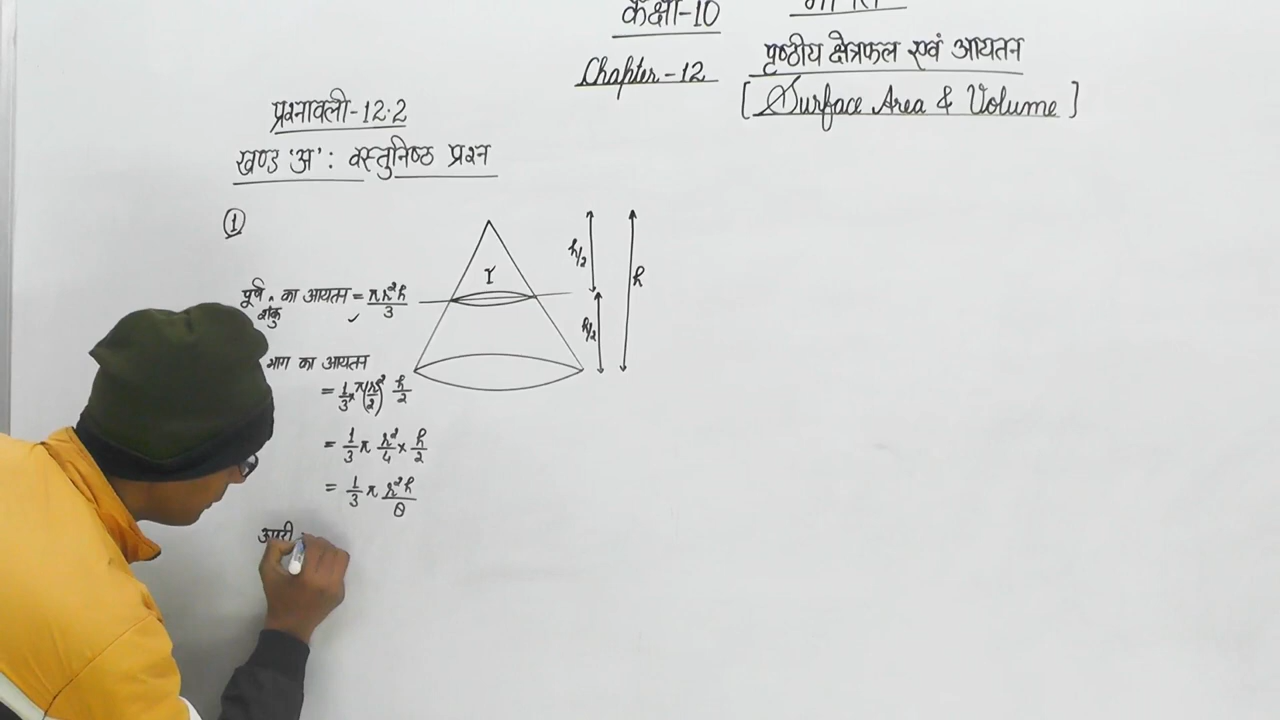 कक्षा-10
Chapter-12 पृष्ठीय क्षेत्रफल एवं आयतन
[Surface Area & Volume]
प्रश्नावली-12.2
खण्ड 'अ' : वस्तुनिष्ठ प्रश्न
①
I
h/2
h
h/2
पूर्ण शंकु का आयतन = πr²h/3
भाग का आयतन
= 1/3 × π(r/2)² h/2
= 1/3 π r²/4 × h/2
= 1/3 π r²h/8
ऊपरी